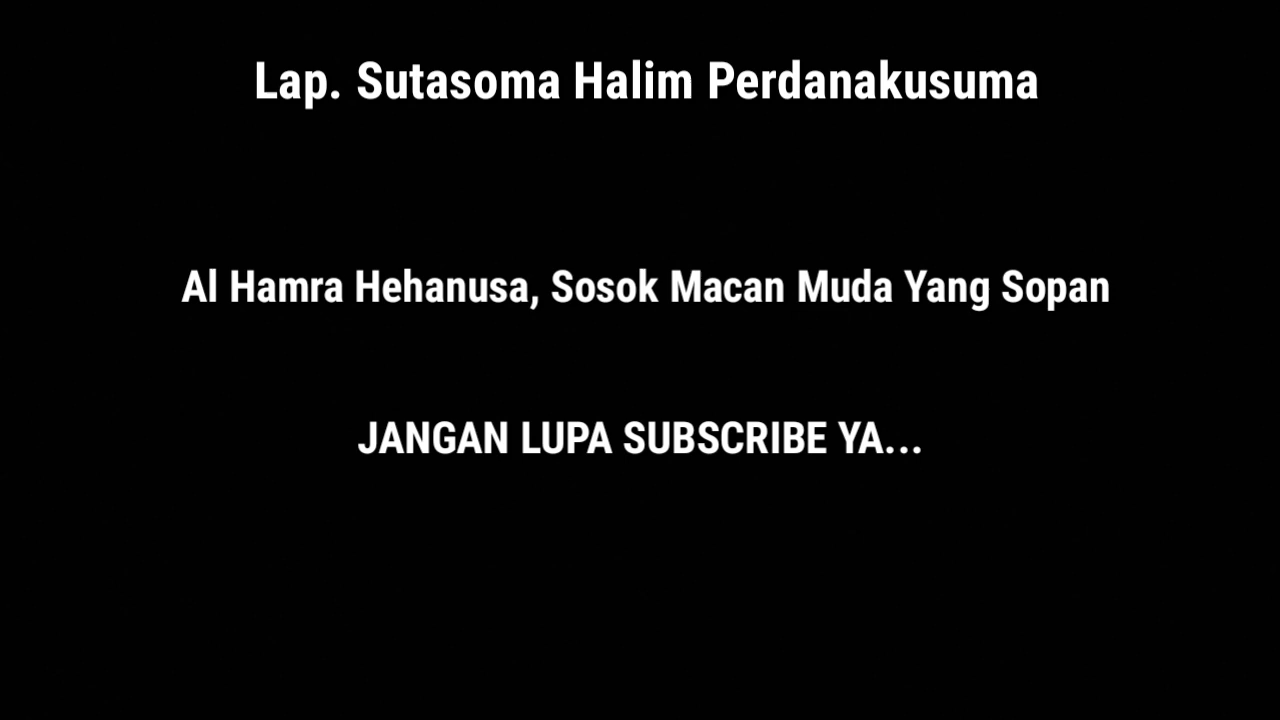 Lap. Sutasoma Halim Perdanakusuma
Al Hamra Hehanusa, Sosok Macan Muda Yang Sopan
JANGAN LUPA SUBSCRIBE YA...